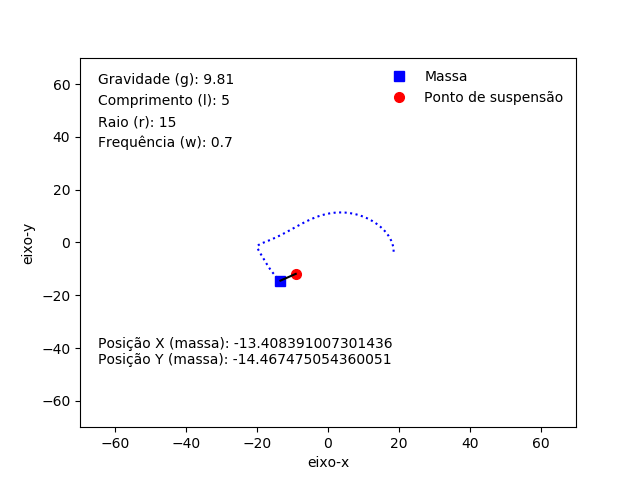 Gravidade (g): 9.81
Comprimento (l): 5
Raio (r): 15
Frequência (w): 0.7
Massa
Ponto de suspensão
60
40
20
0
−20
−40
−60
eixo-y
Posição X (massa): -13.408391007301436
Posição Y (massa): -14.467475054360051
−60
−40
−20
0
20
40
60
eixo-x